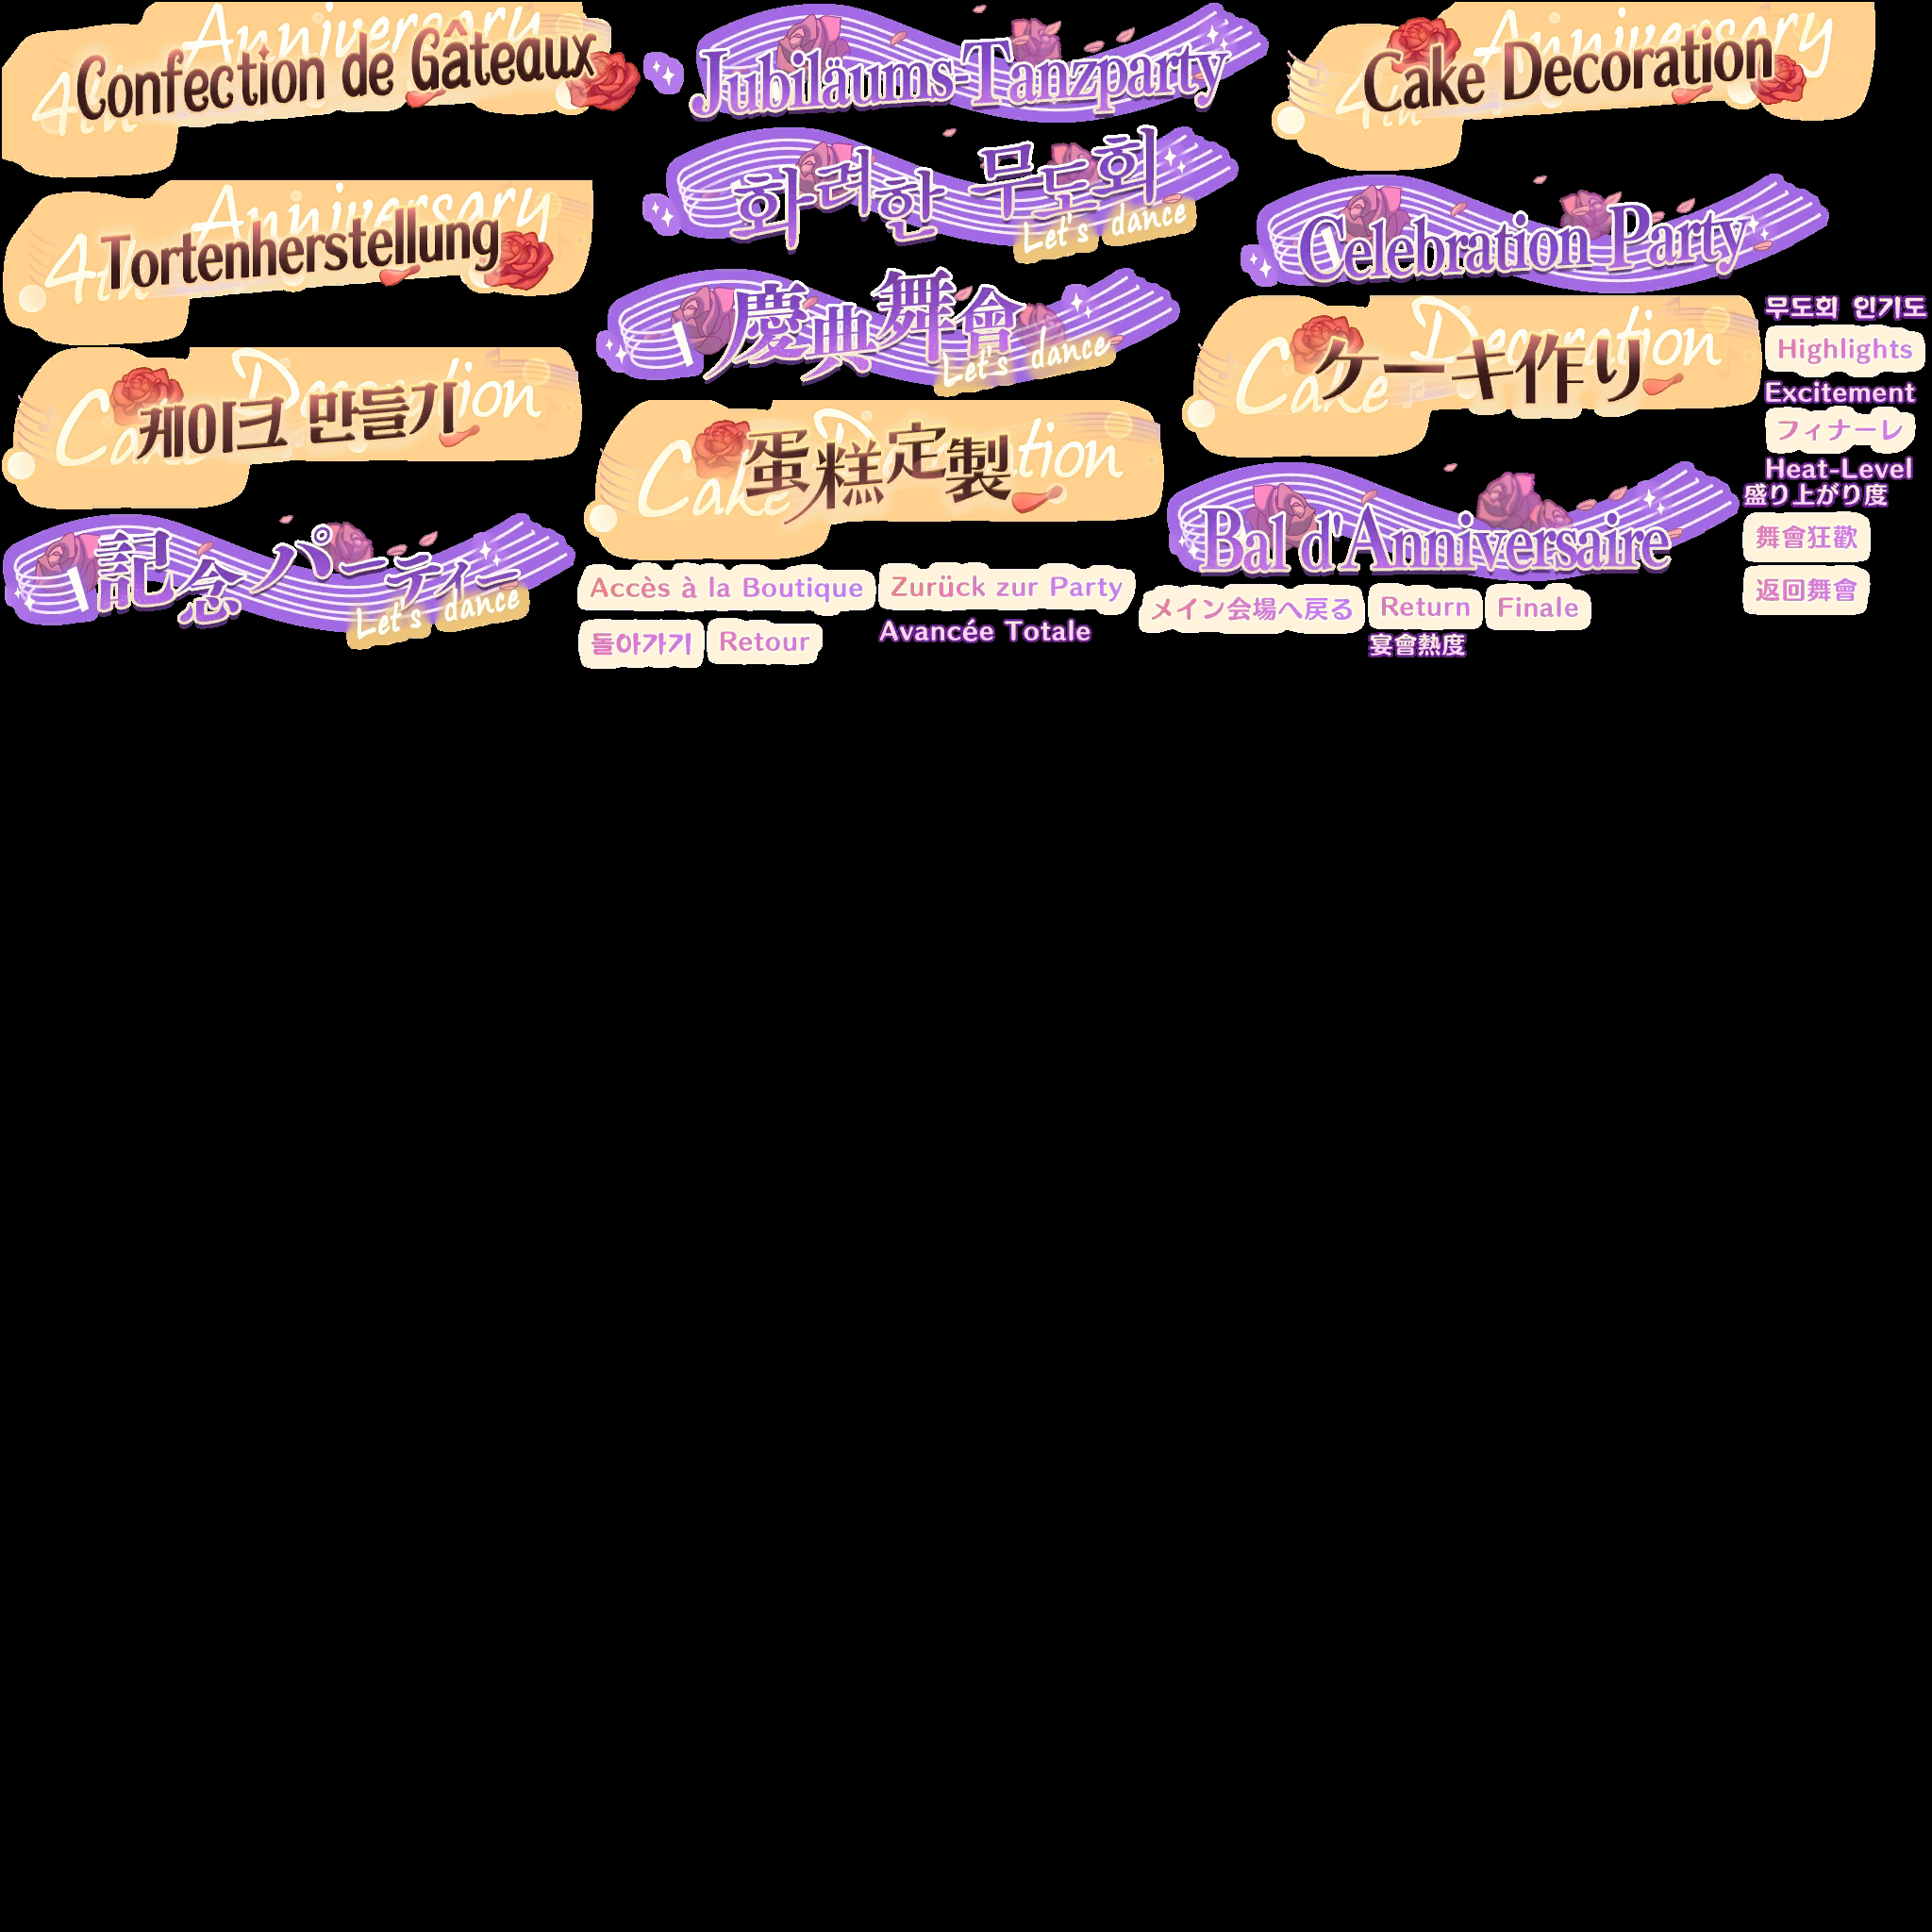 4th Anniversary
Confection de Gâteaux
Jubiläums-Tanzparty
4th Anniversary
Cake Decoration
화려한 무도회
Let's dance
4th Anniversary
Tortenherstellung
Celebration Party
慶典舞會
Let's dance
무도회 인기도
Highlights
Cake Decoration
ケーキ作り
Excitement
フィナーレ
Cake Decoration
케이크 만들기
Cake Decoration
蛋糕定製
Heat-Level
盛り上がり度
Bal d'Anniversaire
舞會狂歡
記念パーティー
Let's dance
返回舞會
Accès à la Boutique
Zurück zur Party
メイン会場へ戻る
Return
Finale
돌아가기
Retour
Avancée Totale
宴會熱度